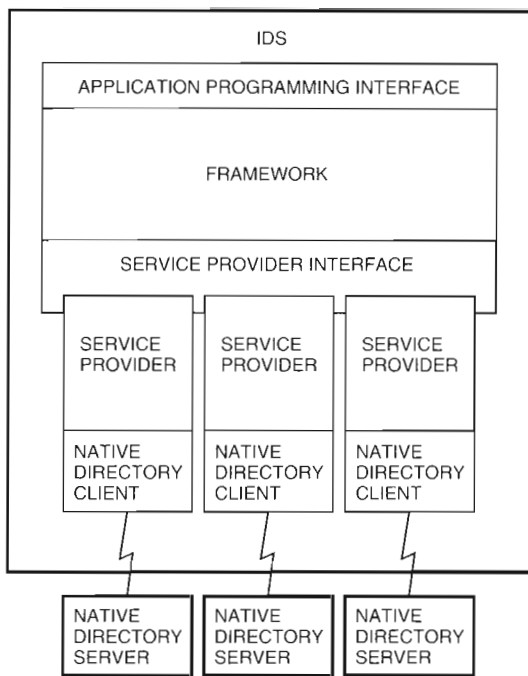 IDS
APPLICATION PROGRAMMING INTERFACE
FRAMEWORK
SERVICE PROVIDER INTERFACE
SERVICE
PROVIDER
SERVICE
PROVIDER
SERVICE
PROVIDER
NATIVE
DIRECTORY
CLIENT
NATIVE
DIRECTORY
CLIENT
NATIVE
DIRECTORY
CLIENT
NATIVE
DIRECTORY
SERVER
NATIVE
DIRECTORY
SERVER
NATIVE
DIRECTORY
SERVER